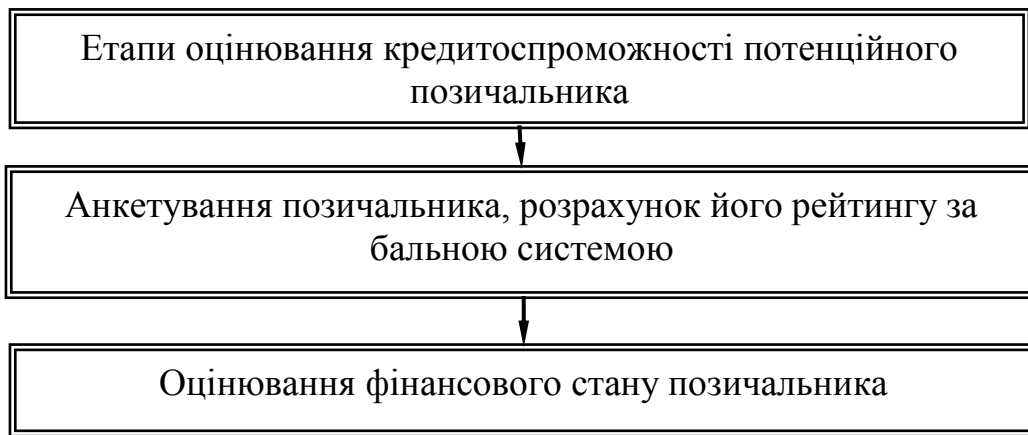 Етапи оцінювання кредитоспроможності потенційного
позичальника
Анкетування позичальника, розрахунок його рейтингу за
бальною системою
Оцінювання фінансового стану позичальника